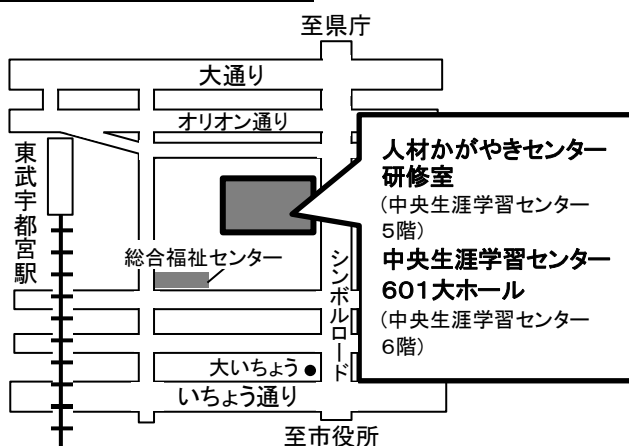 至県庁
大通り
オリオン通り
東武宇都宮駅
人材かがやきセンター
研修室
(中央生涯学習センター
5階)
中央生涯学習センター
601大ホール
(中央生涯学習センター
6階)
総合福祉センター
シンボルロード
大いちょう
いちょう通り
至市役所